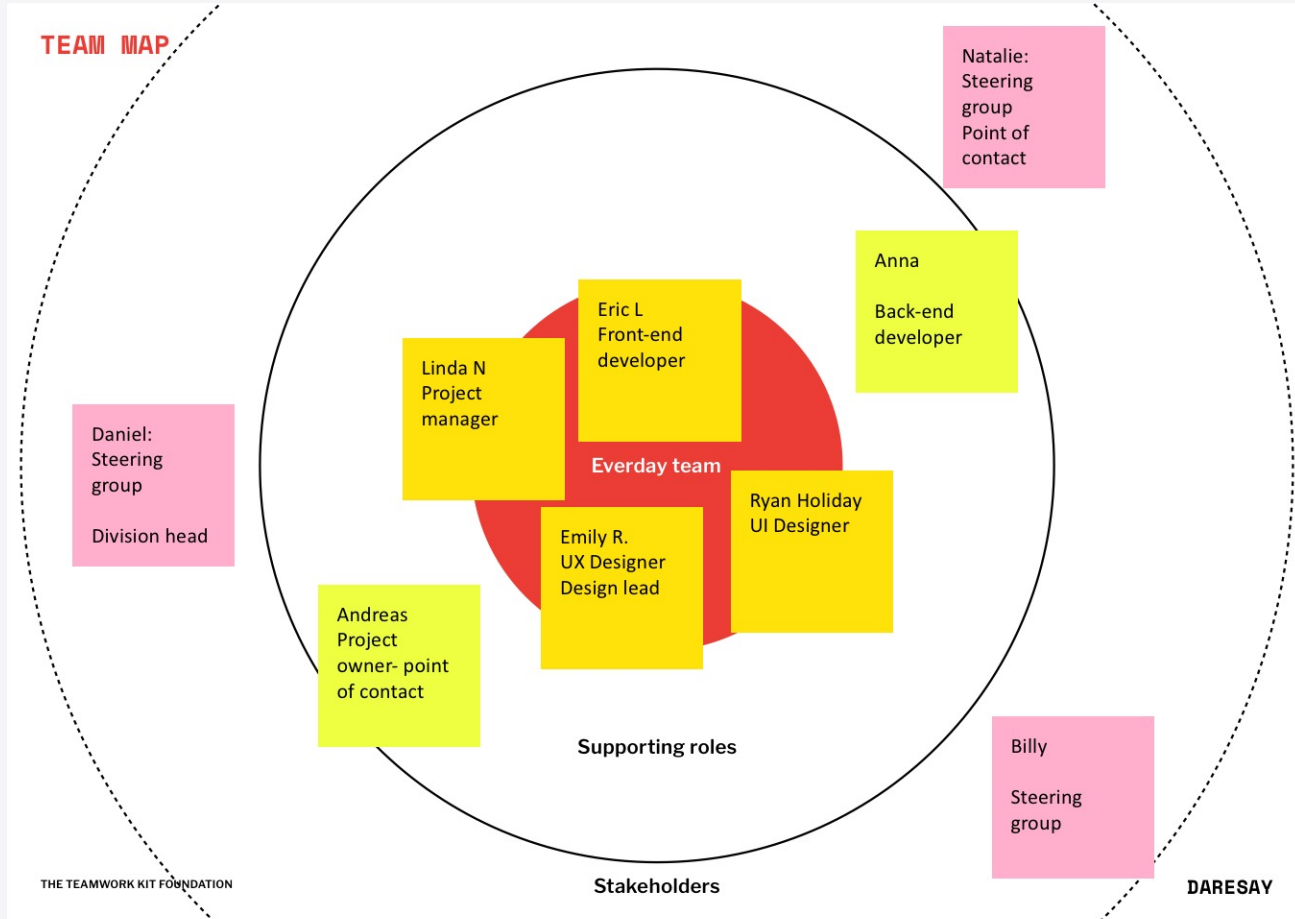 TEAM MAP
Natalie:
Steering
group
Point of
contact
Anna
Back-end
developer
Eric L
Front-end
developer
Linda N
Project
manager
Daniel:
Steering
group
Division head
Everday team
Ryan Holiday
UI Designer
Emily R.
UX Designer
Design lead
Andreas
Project
owner- point
of contact
Supporting roles
Billy
Steering
group
Stakeholders
THE TEAMWORK KIT FOUNDATION
DARESAY